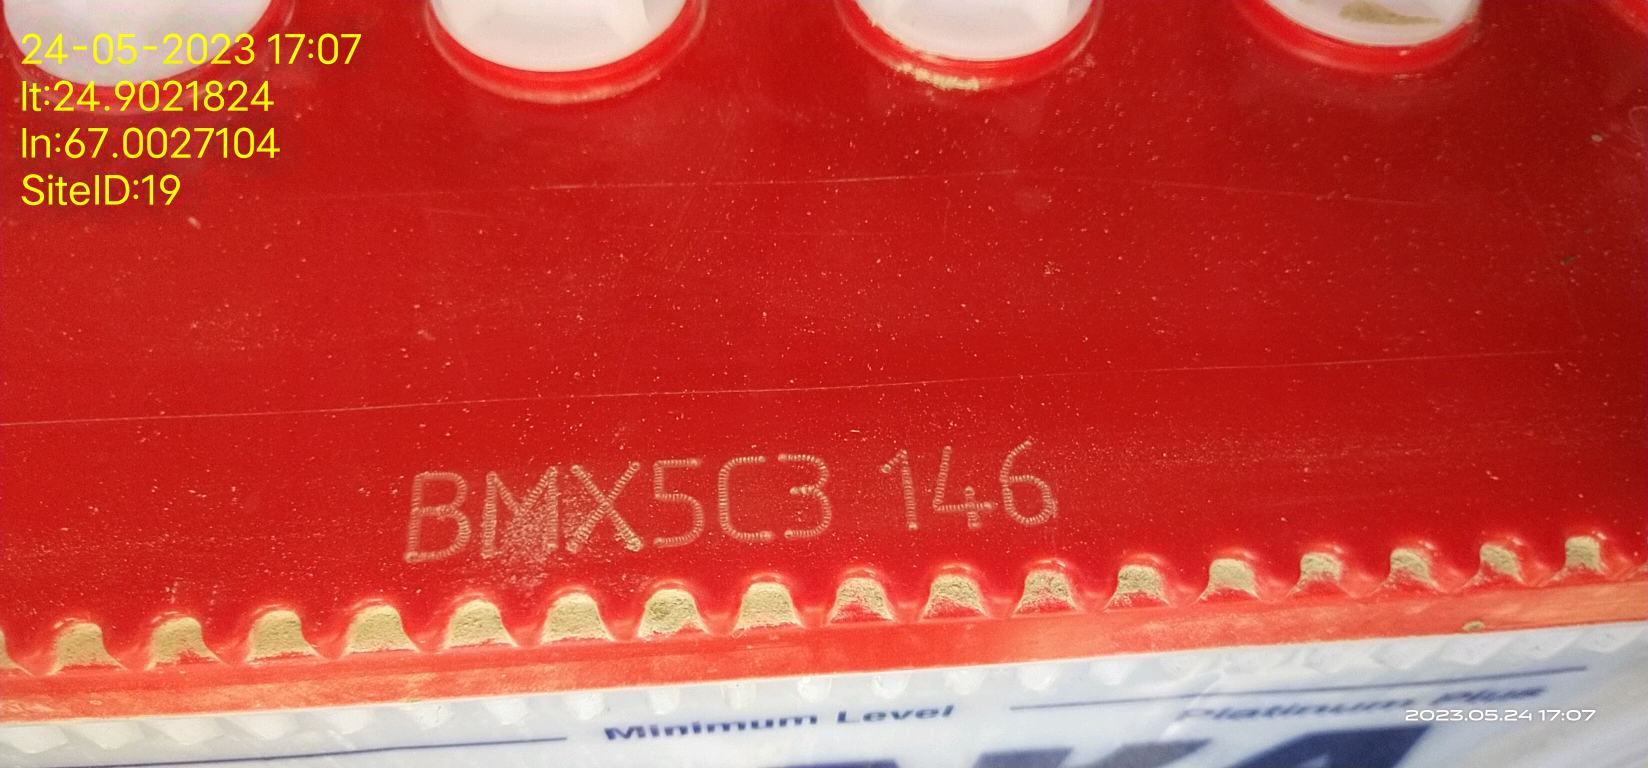 24-05-2023 17:07
lt:24.9021824
ln:67.0027104
SiteID:19
BMX5C3 146
Minimum Level
Platinum Plus
2023.05.24 17:07